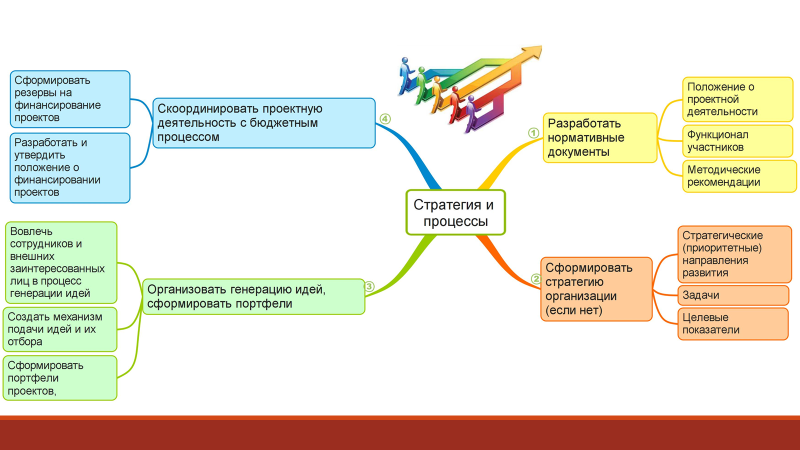 Стратегия и
процессы
①
Разработать
нормативные
документы
Положение о
проектной
деятельности
Функционал
участников
Методические
рекомендации
②
Сформировать
стратегию
организации
(если нет)
Стратегические
(приоритетные)
направления
развития
Задачи
Целевые
показатели
③
Организовать генерацию идей,
сформировать портфели
Вовлечь
сотрудников и
внешних
заинтересованных
лиц в процесс
генерации идей
Создать механизм
подачи идей и их
отбора
Сформировать
портфели
проектов,
④
Скоординировать проектную
деятельность с бюджетным
процессом
Сформировать
резервы на
финансирование
проектов
Разработать и
утвердить
положение о
финансировании
проектов